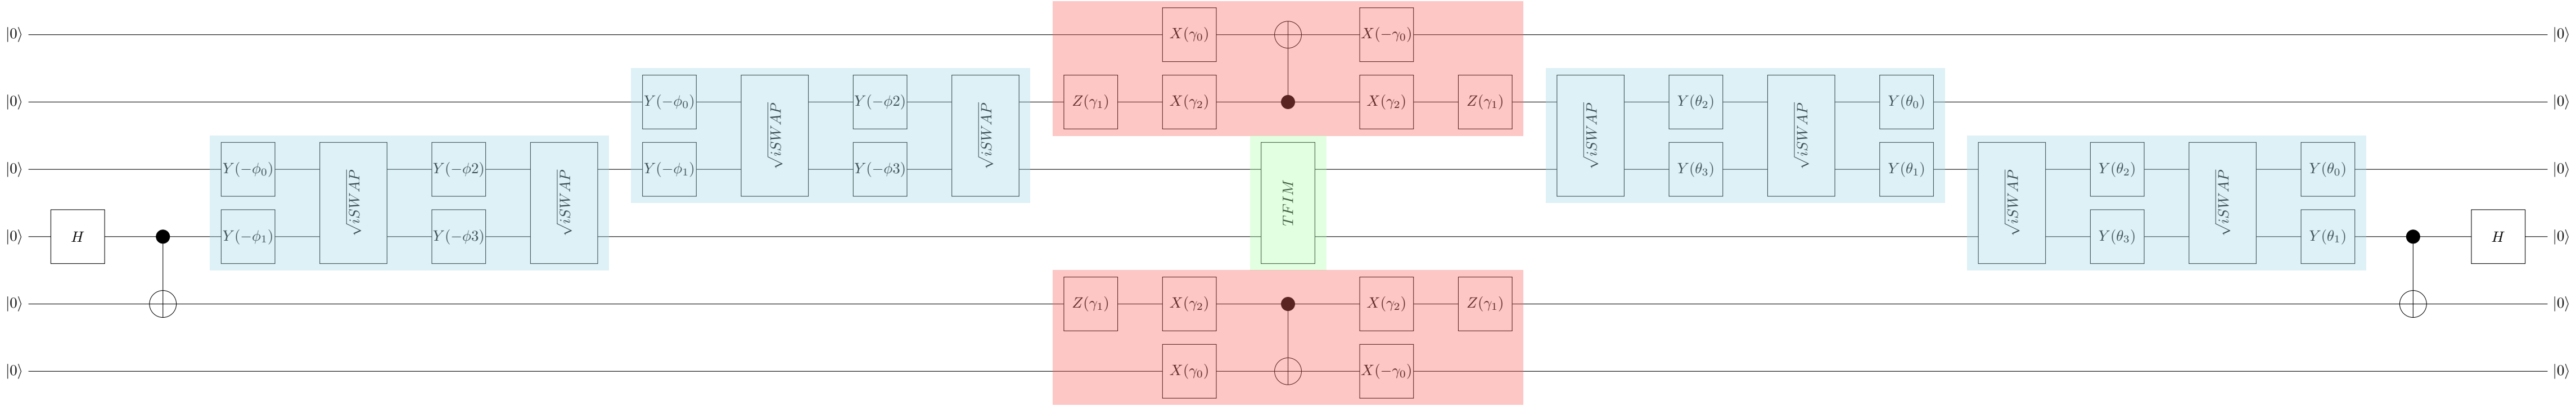 |0⟩ X(γ₀) X(−γ₀) |0⟩
|0⟩ Y(−ϕ₀) √iSWAP Y(−ϕ2) √iSWAP Z(γ₁) X(γ₂) X(γ₂) Z(γ₁) √iSWAP Y(θ₂) √iSWAP Y(θ₀) |0⟩
|0⟩ Y(−ϕ₀) √iSWAP Y(−ϕ2) √iSWAP Y(−ϕ₁) Y(−ϕ3) TFIM Y(θ₃) Y(θ₁) √iSWAP Y(θ₂) √iSWAP Y(θ₀) |0⟩
|0⟩ H Y(−ϕ₁) Y(−ϕ3) Y(θ₃) Y(θ₁) H |0⟩
|0⟩ Z(γ₁) X(γ₂) X(γ₂) Z(γ₁) |0⟩
|0⟩ X(γ₀) X(−γ₀) |0⟩